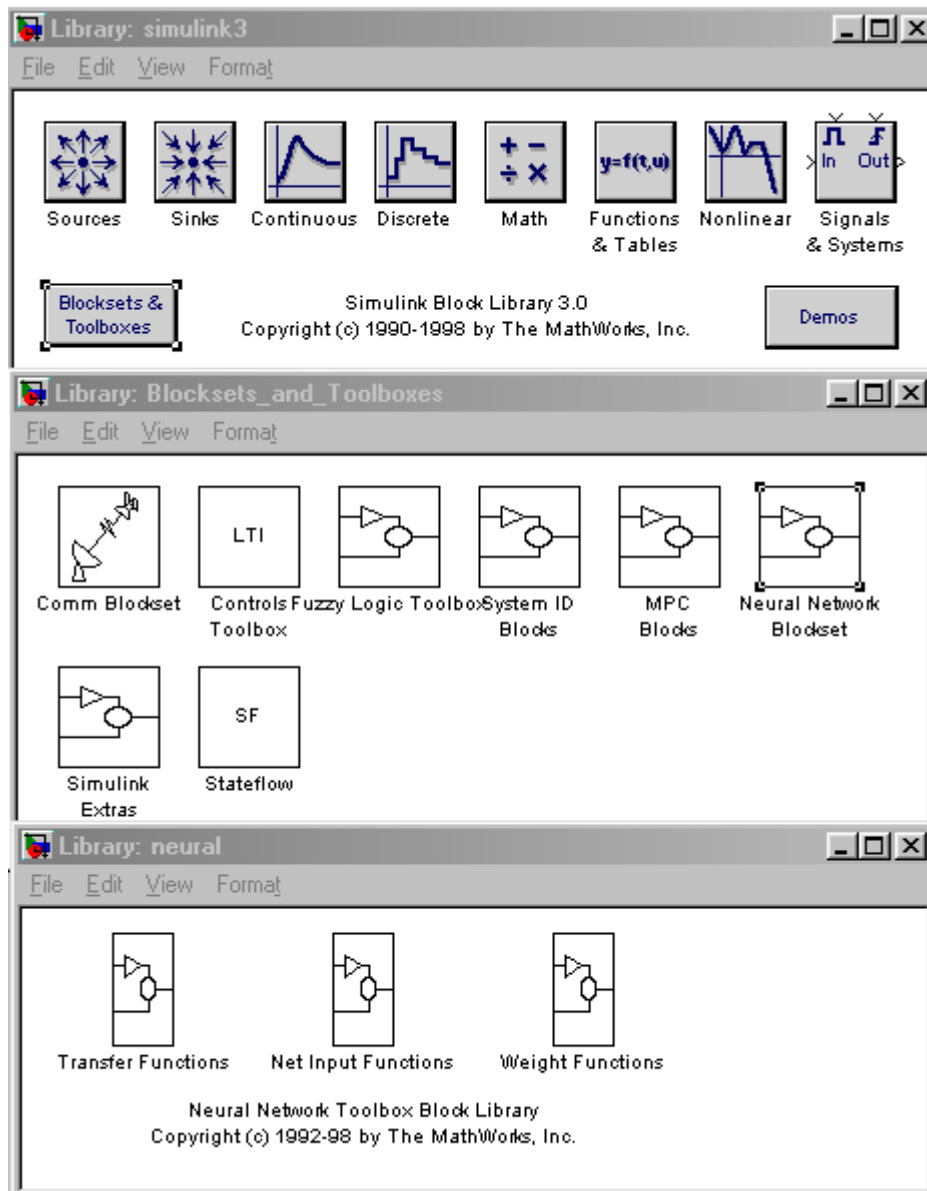 Library: simulink3
File Edit View Format
In Out
y=f(t,u)
Sources Sinks Continuous Discrete Math Functions Nonlinear Signals
& Tables & Systems
Blocksets &
Toolboxes
Simulink Block Library 3.0
Copyright (c) 1990-1998 by The MathWorks, Inc.
Demos
Library: Blocksets_and_Toolboxes
File Edit View Format
LTI
Comm Blockset Controls Fuzzy Logic Toolbox System ID MPC Neural Network
Toolbox Blocks Blocks Blockset
SF
Simulink Stateflow
Extras
Library: neural
File Edit View Format
Transfer Functions Net Input Functions Weight Functions
Neural Network Toolbox Block Library
Copyright (c) 1992-98 by The MathWorks, Inc.